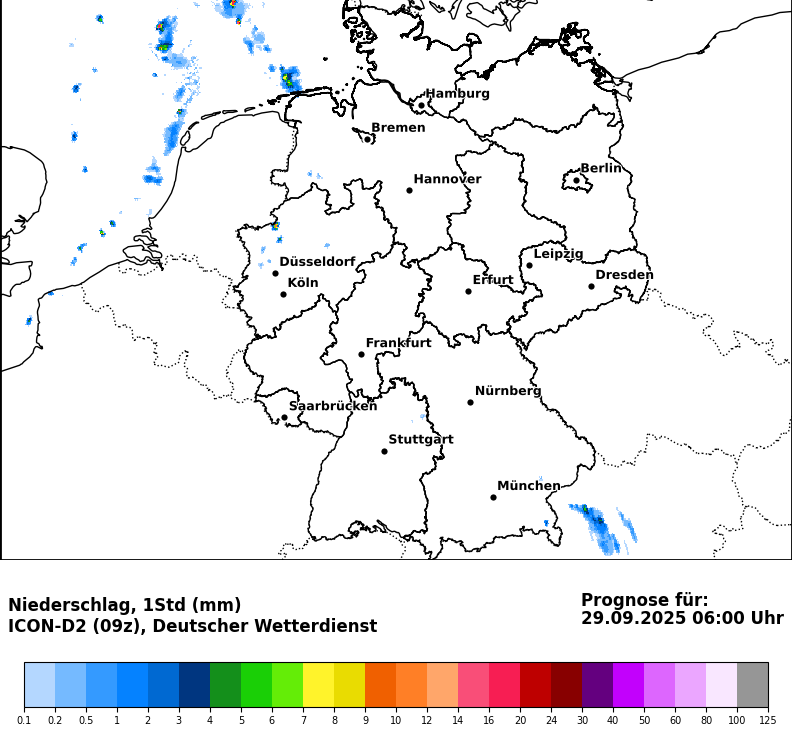 Hamburg
Bremen
Berlin
Hannover
Leipzig
Düsseldorf
Dresden
Köln
Erfurt
Frankfurt
Nürnberg
Saarbrücken
Stuttgart
München
Niederschlag, 1Std (mm)
ICON-D2 (09z), Deutscher Wetterdienst
Prognose für:
29.09.2025 06:00 Uhr
0.1 0.2 0.5 1 2 3 4 5 6 7 8 9 10 12 14 16 20 24 30 40 50 60 80 100 125